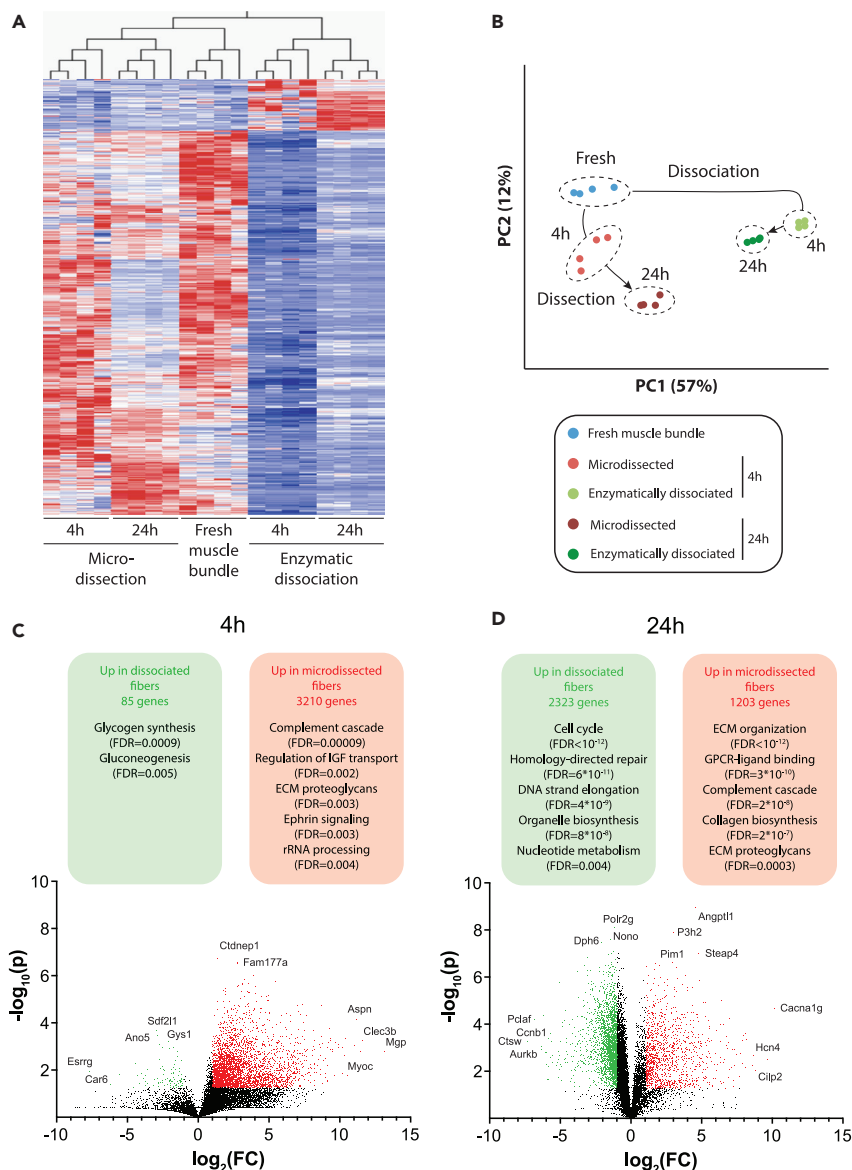 A
4h
24h
Fresh
muscle
bundle
4h
24h
Micro-
dissection
Enzymatic
dissociation
B
PC2 (12%)
Fresh
Dissociation
4h
24h
4h
24h
Dissection
PC1 (57%)
Fresh muscle bundle
Microdissected
Enzymatically dissociated
4h
Microdissected
Enzymatically dissociated
24h
C
4h
Up in dissociated
fibers
85 genes
Glycogen synthesis
(FDR=0.0009)
Gluconeogenesis
(FDR=0.005)
Up in microdissected
fibers
3210 genes
Complement cascade
(FDR=0.00009)
Regulation of IGF transport
(FDR=0.002)
ECM proteoglycans
(FDR=0.003)
Ephrin signaling
(FDR=0.003)
rRNA processing
(FDR=0.004)
-log10(p)
10
8
6
4
2
Ctdnep1
Fam177a
Aspn
Clec3b
Mgp
Myoc
Sdf2l1
Ano5
Gys1
Esrrg
Car6
-10
-5
0
5
10
15
log2(FC)
D
24h
Up in dissociated
fibers
2323 genes
Cell cycle
(FDR<10-12)
Homology-directed repair
(FDR=6*10-11)
DNA strand elongation
(FDR=4*10-9)
Organelle biosynthesis
(FDR=8*10-8)
Nucleotide metabolism
(FDR=0.004)
Up in microdissected
fibers
1203 genes
ECM organization
(FDR<10-12)
GPCR-ligand binding
(FDR=3*10-10)
Complement cascade
(FDR=2*10-8)
Collagen biosynthesis
(FDR=2*10-7)
ECM proteoglycans
(FDR=0.0003)
-log10(p)
10
8
6
4
2
Polr2g
Angptl1
Dph6
Nono
P3h2
Pim1
Steap4
Pclaf
Ccnb1
Ctsw
Aurkb
Cacna1g
Hcn4
Cilp2
-10
-5
0
5
10
15
log2(FC)